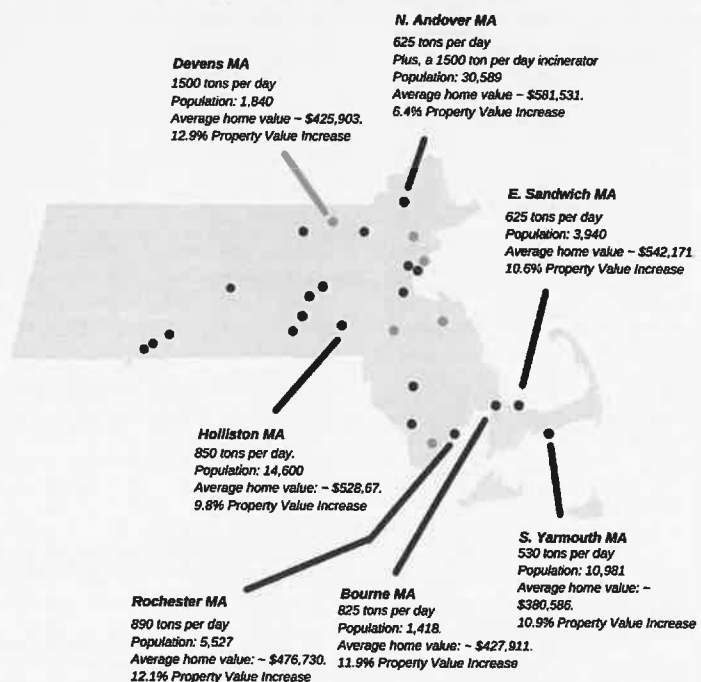 N. Andover MA
625 tons per day
Plus, a 1500 ton per day incinerator
Population: 30,589
Average home value ~ $581,531.
6.4% Property Value Increase
Devens MA
1500 tons per day
Population: 1,840
Average home value ~ $425,903.
12.9% Property Value Increase
E. Sandwich MA
625 tons per day
Population: 3,940
Average home value ~ $542,171
10.6% Property Value Increase
Holliston MA
850 tons per day.
Population: 14,600
Average home value: ~ $528,67.
9.8% Property Value Increase
S. Yarmouth MA
530 tons per day
Population: 10,981
Average home value: ~
$380,586.
10.9% Property Value Increase
Rochester MA
890 tons per day
Population: 5,527
Average home value: ~ $476,730.
12.1% Property Value Increase
Bourne MA
825 tons per day
Population: 1,418.
Average home value: ~ $427,911.
11.9% Property Value Increase